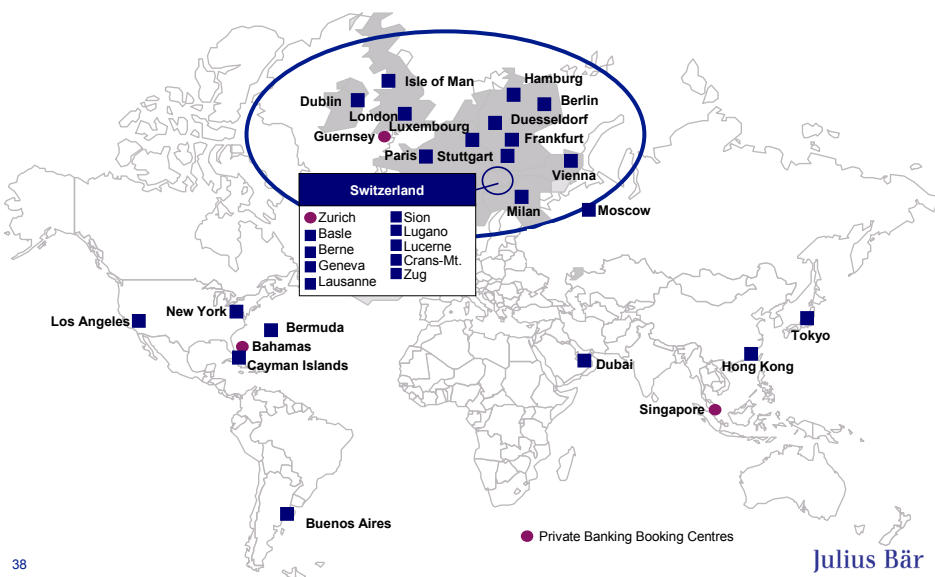 Isle of Man
Hamburg
Dublin
Berlin
London
Duesseldorf
Luxembourg
Guernsey
Frankfurt
Paris
Stuttgart
Vienna
Switzerland
Milan
Moscow
Zurich
Basle
Berne
Geneva
Lausanne
Sion
Lugano
Lucerne
Crans-Mt.
Zug
Los Angeles
New York
Bermuda
Bahamas
Cayman Islands
Tokyo
Dubai
Hong Kong
Singapore
Buenos Aires
Private Banking Booking Centres
38
Julius Bär